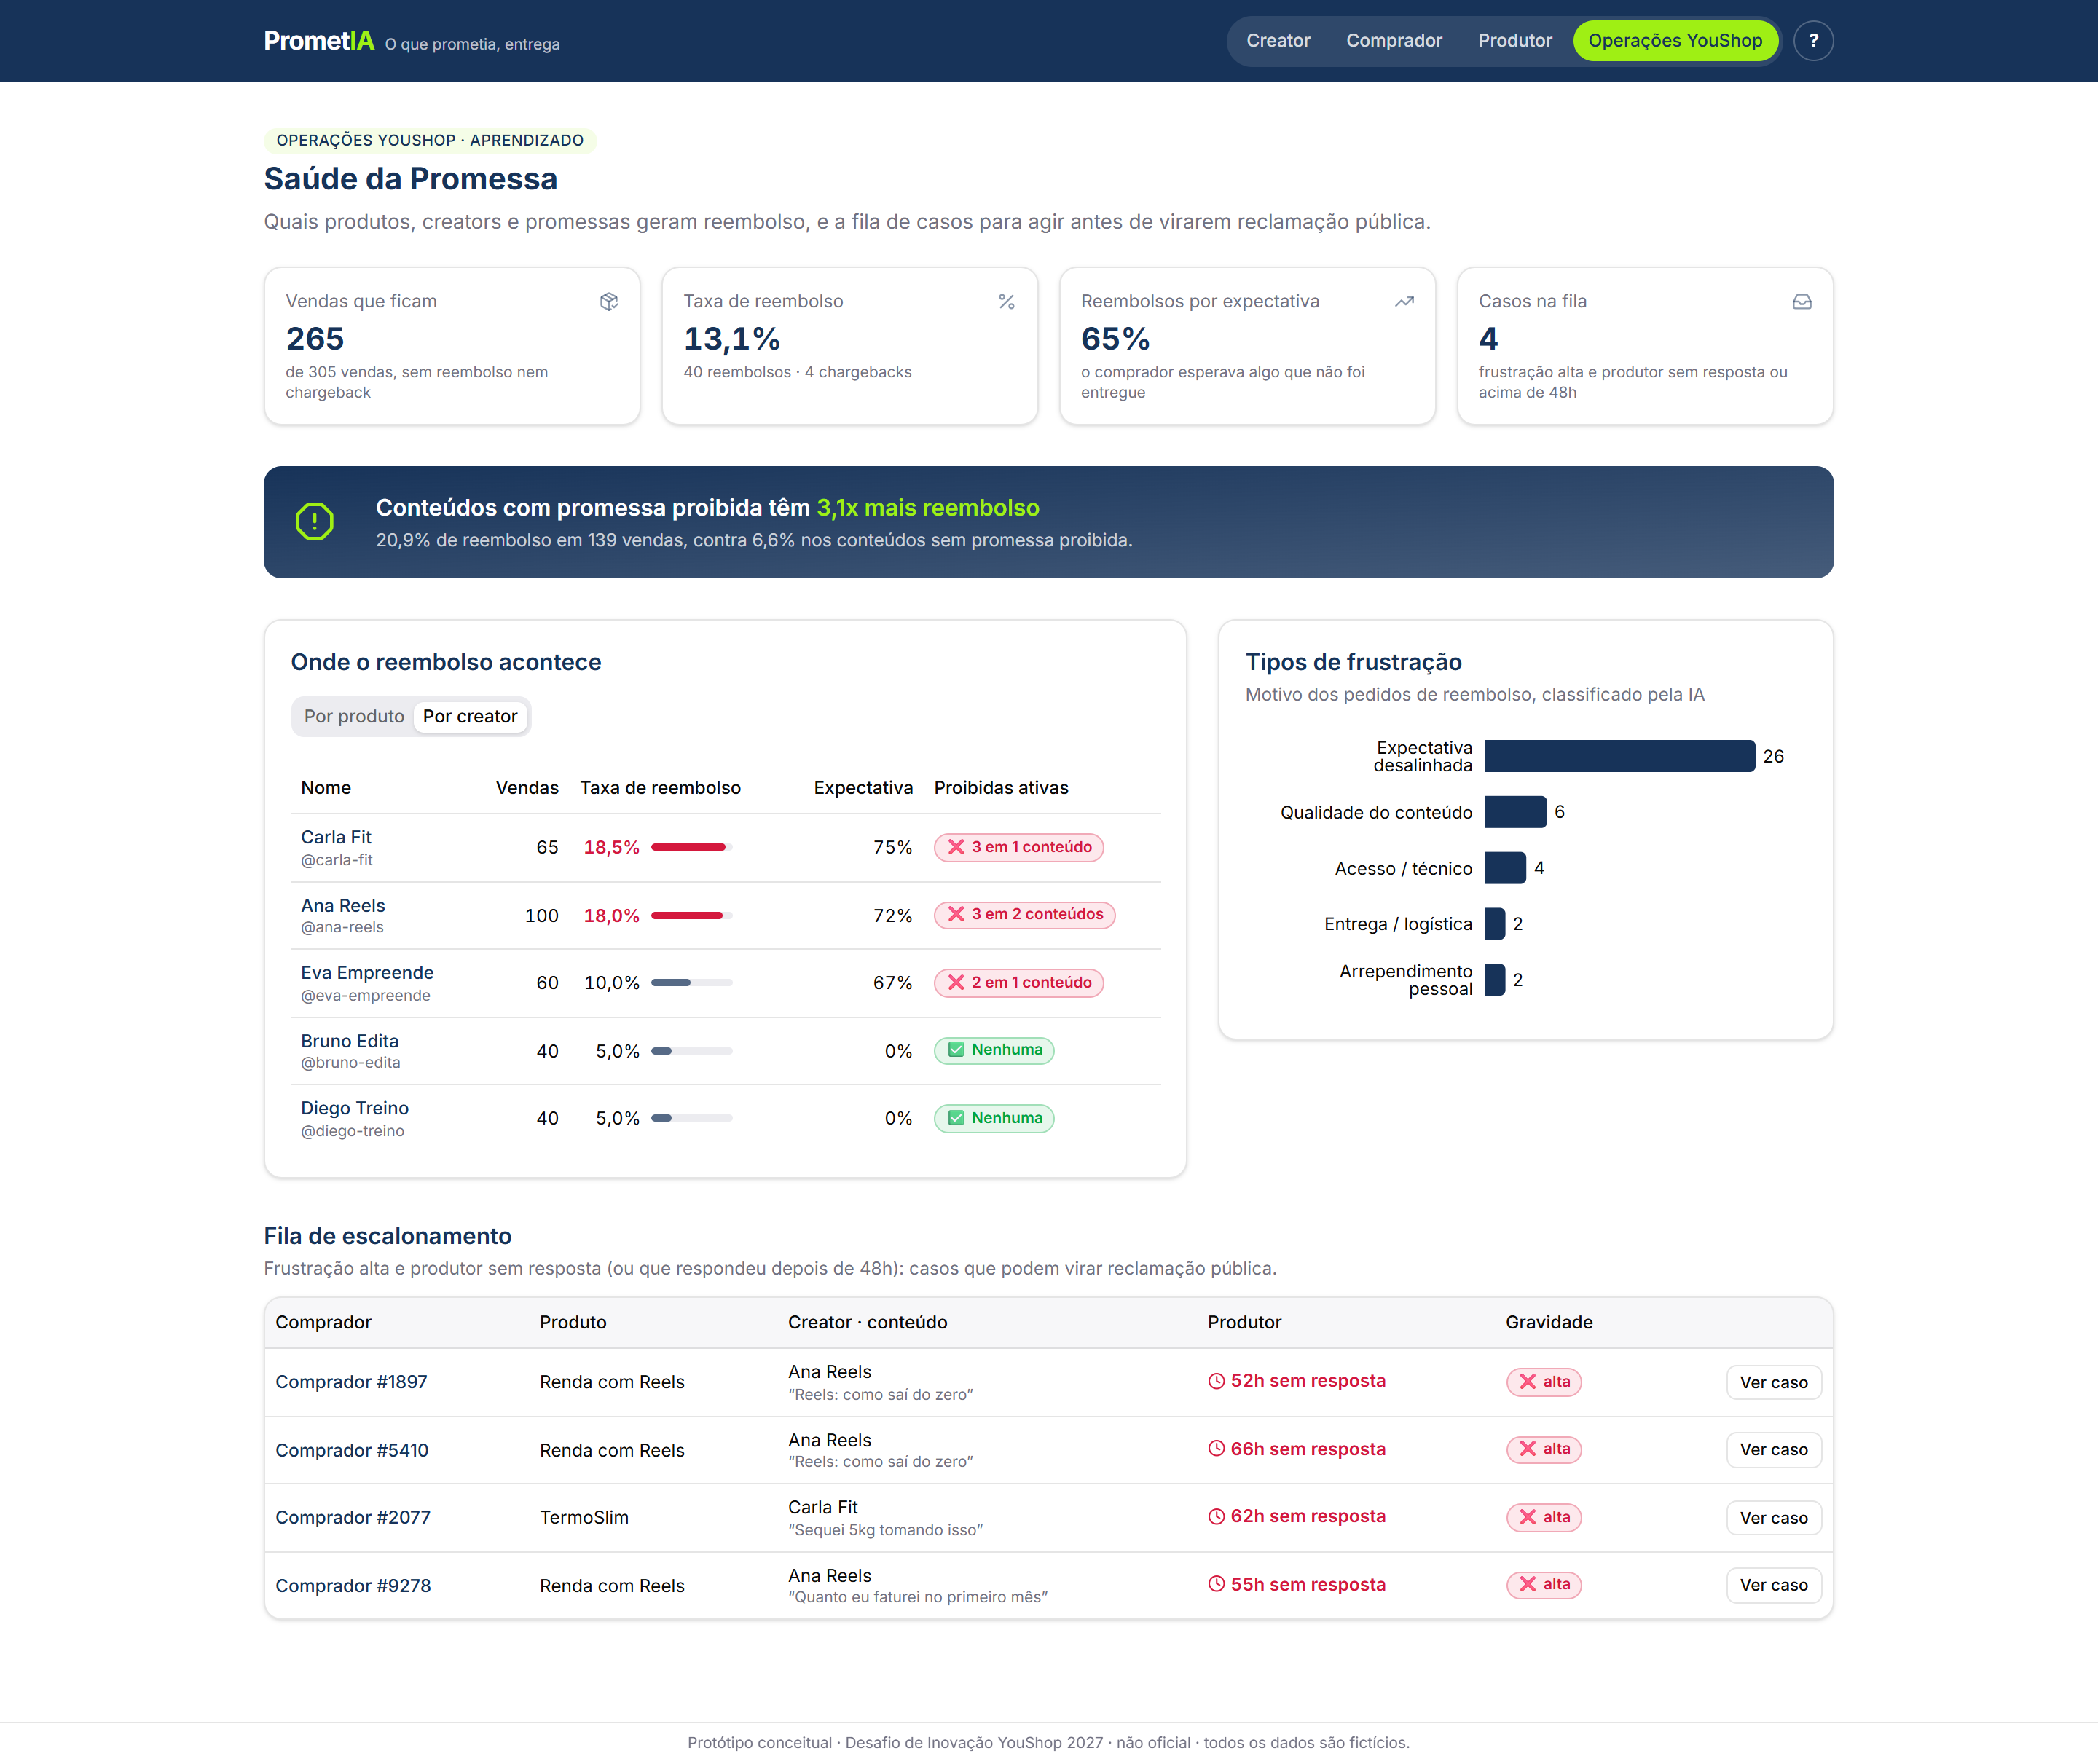 PrometIA O que prometia, entrega
Creator Comprador Produtor Operações YouShop ?
OPERAÇÕES YOUSHOP · APRENDIZADO
Saúde da Promessa
Quais produtos, creators e promessas geram reembolso, e a fila de casos para agir antes de virarem reclamação pública.
Vendas que ficam
265
de 305 vendas, sem reembolso nem
chargeback
Taxa de reembolso
13,1%
40 reembolsos · 4 chargebacks
Reembolsos por expectativa
65%
o comprador esperava algo que não foi
entregue
Casos na fila
4
frustração alta e produtor sem resposta ou
acima de 48h
Conteúdos com promessa proibida têm 3,1x mais reembolso
20,9% de reembolso em 139 vendas, contra 6,6% nos conteúdos sem promessa proibida.
Onde o reembolso acontece
Por produto Por creator
Nome Vendas Taxa de reembolso Expectativa Proibidas ativas
Carla Fit
@carla-fit
65 18,5% 75% ❌ 3 em 1 conteúdo
Ana Reels
@ana-reels
100 18,0% 72% ❌ 3 em 2 conteúdos
Eva Empreende
@eva-empreende
60 10,0% 67% ❌ 2 em 1 conteúdo
Bruno Edita
@bruno-edita
40 5,0% 0% ✅ Nenhuma
Diego Treino
@diego-treino
40 5,0% 0% ✅ Nenhuma
Tipos de frustração
Motivo dos pedidos de reembolso, classificado pela IA
Expectativa
desalinhada
26
Qualidade do conteúdo 6
Acesso / técnico 4
Entrega / logística 2
Arrependimento
pessoal
2
Fila de escalonamento
Frustração alta e produtor sem resposta (ou que respondeu depois de 48h): casos que podem virar reclamação pública.
Comprador Produto Creator · conteúdo Produtor Gravidade
Comprador #1897 Renda com Reels Ana Reels
“Reels: como saí do zero”
52h sem resposta ❌ alta Ver caso
Comprador #5410 Renda com Reels Ana Reels
“Reels: como saí do zero”
66h sem resposta ❌ alta Ver caso
Comprador #2077 TermoSlim Carla Fit
“Sequei 5kg tomando isso”
62h sem resposta ❌ alta Ver caso
Comprador #9278 Renda com Reels Ana Reels
“Quanto eu faturei no primeiro mês”
55h sem resposta ❌ alta Ver caso
Protótipo conceitual · Desafio de Inovação YouShop 2027 · não oficial · todos os dados são fictícios.